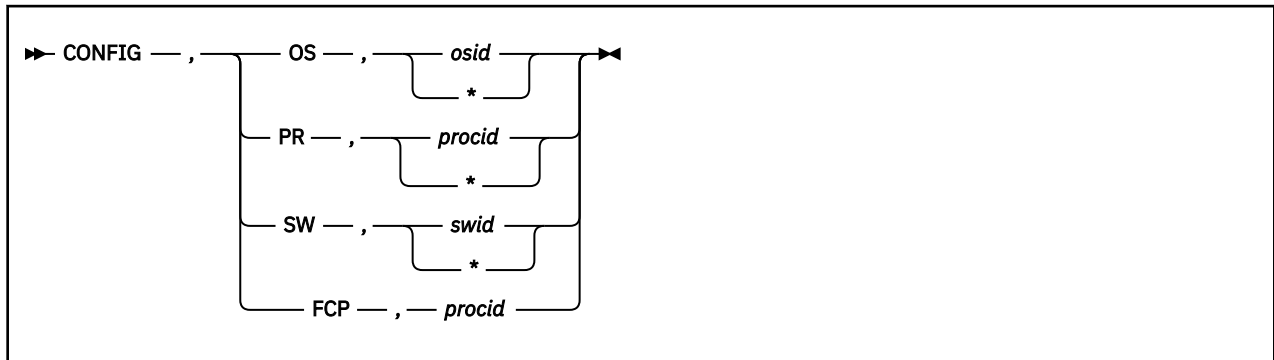 CONFIG , OS , osid
*
PR , procid
*
SW , swid
*
FCP , procid